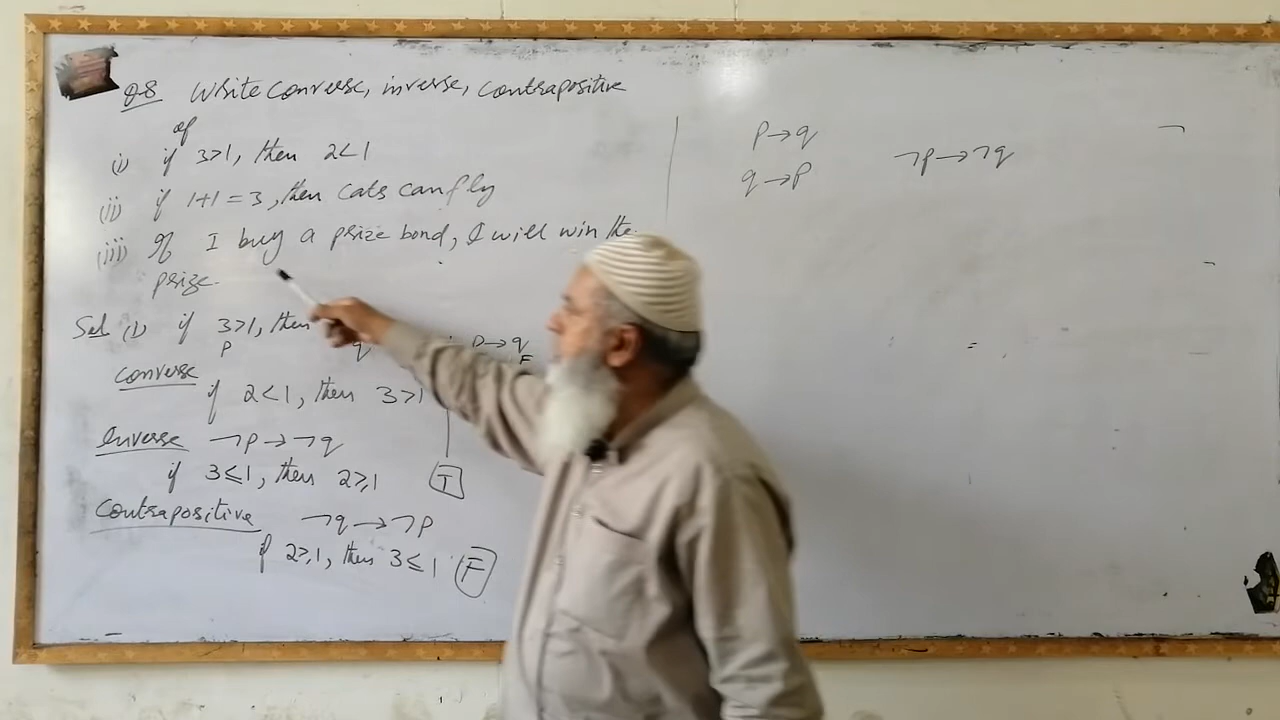 Q8 Write converse, inverse, contrapositive
of
(i) if 3>1, then 2<1
(ii) if 1+1=3, then cats can fly
(iii) If I buy a prize bond, I will win the
prize.
Sol (i) if 3>1, then
p q p→q
F
converse
if 2<1, then 3>1
Inverse ¬p→¬q
if 3≤1, then 2≥1 T
Contrapositive ¬q→¬p
if 2≥1, then 3≤1 F
p→q
q→p
¬p→¬q
¬